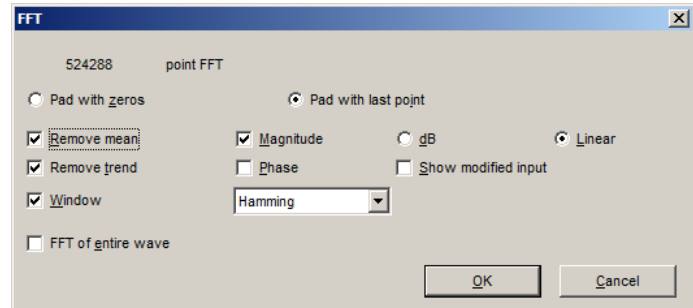 FFT
524288 point FFT
Pad with zeros Pad with last point
Remove mean Magnitude dB Linear
Remove trend Phase Show modified input
Window Hamming
FFT of entire wave
OK Cancel